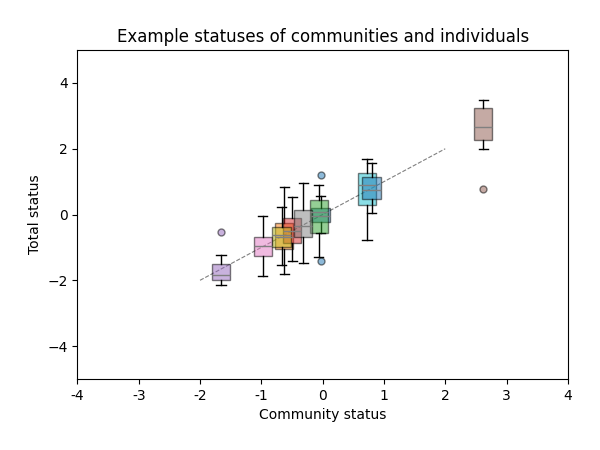 Example statuses of communities and individuals
4
2
0
−2
−4
Total status
-4 -3 -2 -1 0 1 2 3 4
Community status